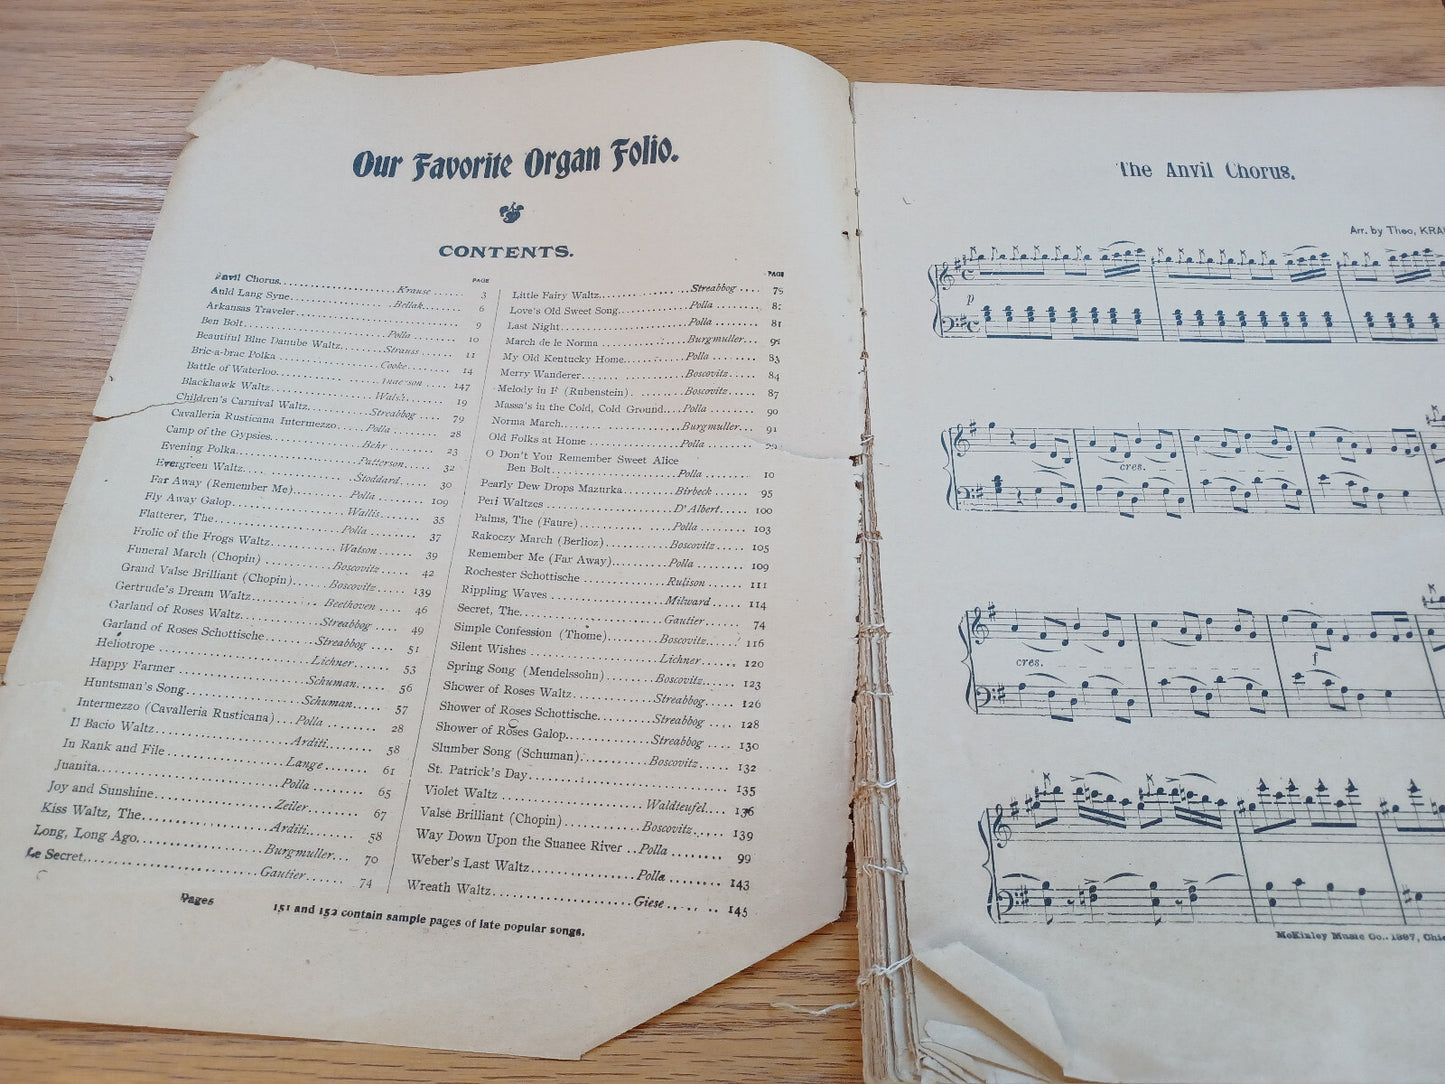 Our Favorite Organ Folio.
CONTENTS.
PAGE
Anvil Chorus.........Krause...... 3
Auld Lang Syne.........Bellak..... 6
Arkansas Traveler......... 9
Ben Bolt.........Polla......... 10
Beautiful Blue Danube Waltz.........Strauss...... 11
Bric-a-brac Polka .........Cooke...... 14
Battle of Waterloo......... 147
Blackhawk Waltz.........Walsh...... 19
Children's Carnival Waltz.........Streabbog .... 79
Cavalleria Rusticana Intermezzo.....Polla ........ 28
Camp of the Gypsies.........Behr ........ 23
Evening Polka.........Patterson..... 32
Evergreen Waltz.........Stoddard.... 30
Far Away (Remember Me).........Polla ........ 109
Fly Away Galop.........Wallis...... 35
Flatterer, The.........Polla ........ 37
Frolic of the Frogs Waltz.........Watson ...... 39
Funeral March (Chopin) .........Boscovitz .... 42
Grand Valse Brilliant (Chopin).........Boscovitz .... 139
Gertrude's Dream Waltz.........Beethoven .... 46
Garland of Roses Waltz.........Streabbog .... 49
Garland of Roses Schottische.........Streabbog .... 51
Heliotrope .........Lichner...... 53
Happy Farmer .........Schuman..... 56
Huntsman's Song.........Schuman..... 57
Intermezzo (Cavalleria Rusticana)....Polla ........ 28
Il Bacio Waltz.........Arditi........ 58
In Rank and File .........Lange ....... 61
Juanita.........Polla ........ 65
Joy and Sunshine.........Zeiler........ 67
Kiss Waltz, The.........Arditi........ 58
Long, Long Ago.........Burgmuller... 70
Le Secret.........Gautier...... 74
PAGE
Little Fairy Waltz.........Streabbog .... 79
Love's Old Sweet Song.........Polla ........
Last Night.........Polla ........ 81
March de le Norma .........Burgmuller...
My Old Kentucky Home.........Polla ........ 83
Merry Wanderer.........Boscovitz .... 84
Melody in F (Rubenstein) .........Boscovitz.... 87
Massa's in the Cold, Cold Ground....Polla ........ 90
Norma March.........Burgmuller... 91
Old Folks at Home .........Polla ........ 99
O Don't You Remember Sweet Alice
Ben Bolt.........Polla ........ 10
Pearly Dew Drops Mazurka.........Birbeck ..... 95
Peri Waltzes .........D'Albert..... 100
Palms, The (Faure) .........Polla ........ 103
Rakoczy March (Berlioz).........Boscovitz .... 105
Remember Me (Far Away).........Polla ........ 109
Rochester Schottische .........Rulison ...... 111
Rippling Waves .........Milward .... 114
Secret, The.........Gautier...... 74
Simple Confession (Thome) .........Boscovitz.... 116
Silent Wishes .........Lichner ..... 120
Spring Song (Mendelssohn) .........Boscovitz.... 123
Shower of Roses Waltz.........Streabbog.... 126
Shower of Roses Schottische.........Streabbog .... 128
Shower of Roses Galop.........Streabbog .... 130
Slumber Song (Schuman).........Boscovitz.... 132
St. Patrick's Day......... 135
Violet Waltz .........Waldteufel.... 136
Valse Brilliant (Chopin) .........Boscovitz.... 139
Way Down Upon the Suanee River ..Polla ........ 99
Weber's Last Waltz.........Polla ........ 143
Wreath Waltz.........Giese ........ 145
Pages 151 and 152 contain sample pages of late popular songs.
The Anvil Chorus.
Arr. by Theo, KRAU
p
cres.
cres.
f
McKinley Music Co., 1897, Chic